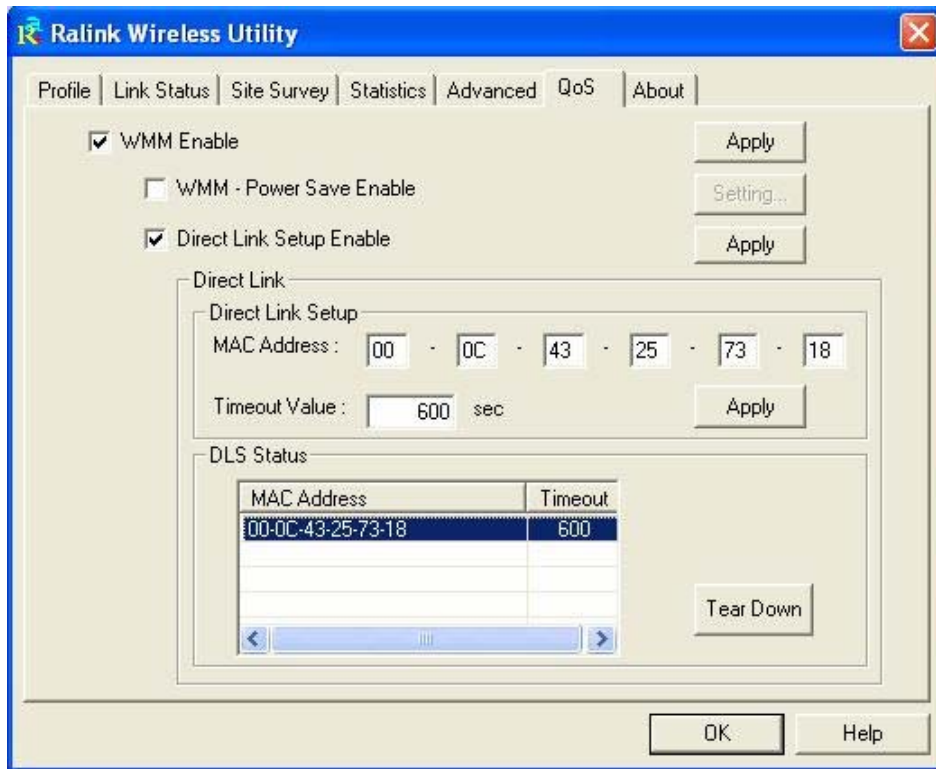 Ralink Wireless Utility
Profile Link Status Site Survey Statistics Advanced QoS About
WMM Enable Apply
WMM - Power Save Enable Setting...
Direct Link Setup Enable Apply
Direct Link
Direct Link Setup
MAC Address : 00 - 0C - 43 - 25 - 73 - 18
Timeout Value : 600 sec Apply
DLS Status
MAC Address Timeout
00-0C-43-25-73-18 600
Tear Down
OK Help